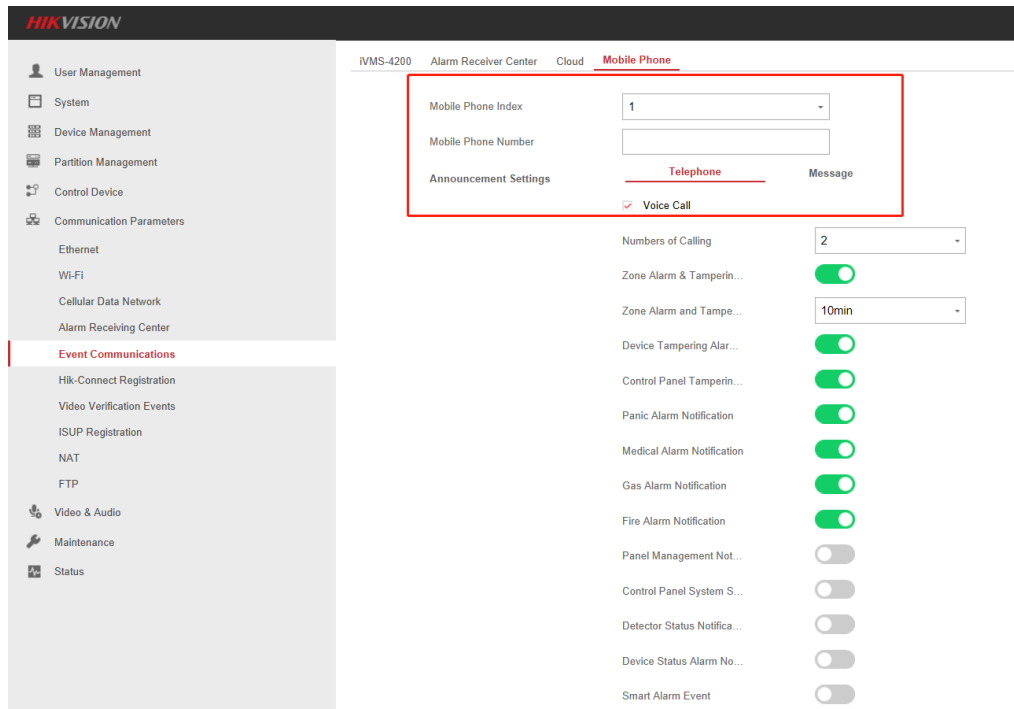 HIKVISION
User Management
System
Device Management
Partition Management
Control Device
Communication Parameters
Ethernet
Wi-Fi
Cellular Data Network
Alarm Receiving Center
Event Communications
Hik-Connect Registration
Video Verification Events
ISUP Registration
NAT
FTP
Video & Audio
Maintenance
Status
iVMS-4200 Alarm Receiver Center Cloud Mobile Phone
Mobile Phone Index 1
Mobile Phone Number
Announcement Settings Telephone Message
Voice Call
Numbers of Calling 2
Zone Alarm & Tamperin...
Zone Alarm and Tampe... 10min
Device Tampering Alar...
Control Panel Tamperin...
Panic Alarm Notification
Medical Alarm Notification
Gas Alarm Notification
Fire Alarm Notification
Panel Management Not...
Control Panel System S...
Detector Status Notifica...
Device Status Alarm No...
Smart Alarm Event